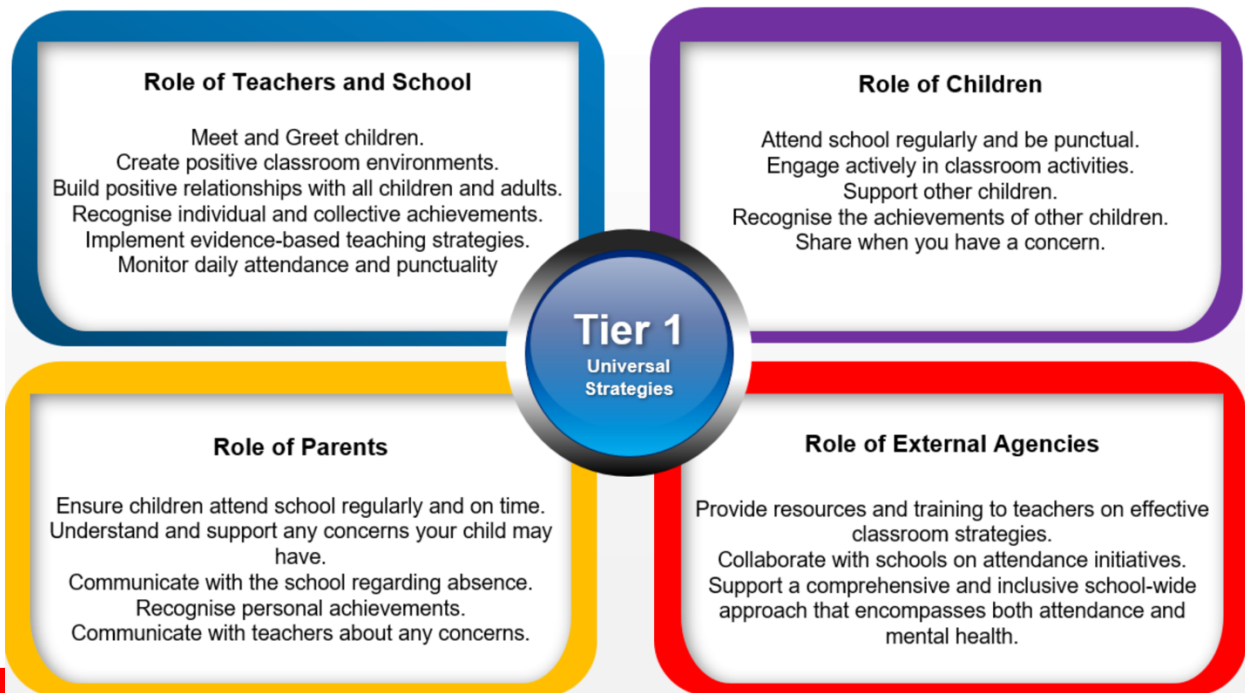 Role of Teachers and School
Meet and Greet children.
Create positive classroom environments.
Build positive relationships with all children and adults.
Recognise individual and collective achievements.
Implement evidence-based teaching strategies.
Monitor daily attendance and punctuality
Role of Children
Attend school regularly and be punctual.
Engage actively in classroom activities.
Support other children.
Recognise the achievements of other children.
Share when you have a concern.
Tier 1
Universal
Strategies
Role of Parents
Ensure children attend school regularly and on time.
Understand and support any concerns your child may
have.
Communicate with the school regarding absence.
Recognise personal achievements.
Communicate with teachers about any concerns.
Role of External Agencies
Provide resources and training to teachers on effective
classroom strategies.
Collaborate with schools on attendance initiatives.
Support a comprehensive and inclusive school-wide
approach that encompasses both attendance and
mental health.